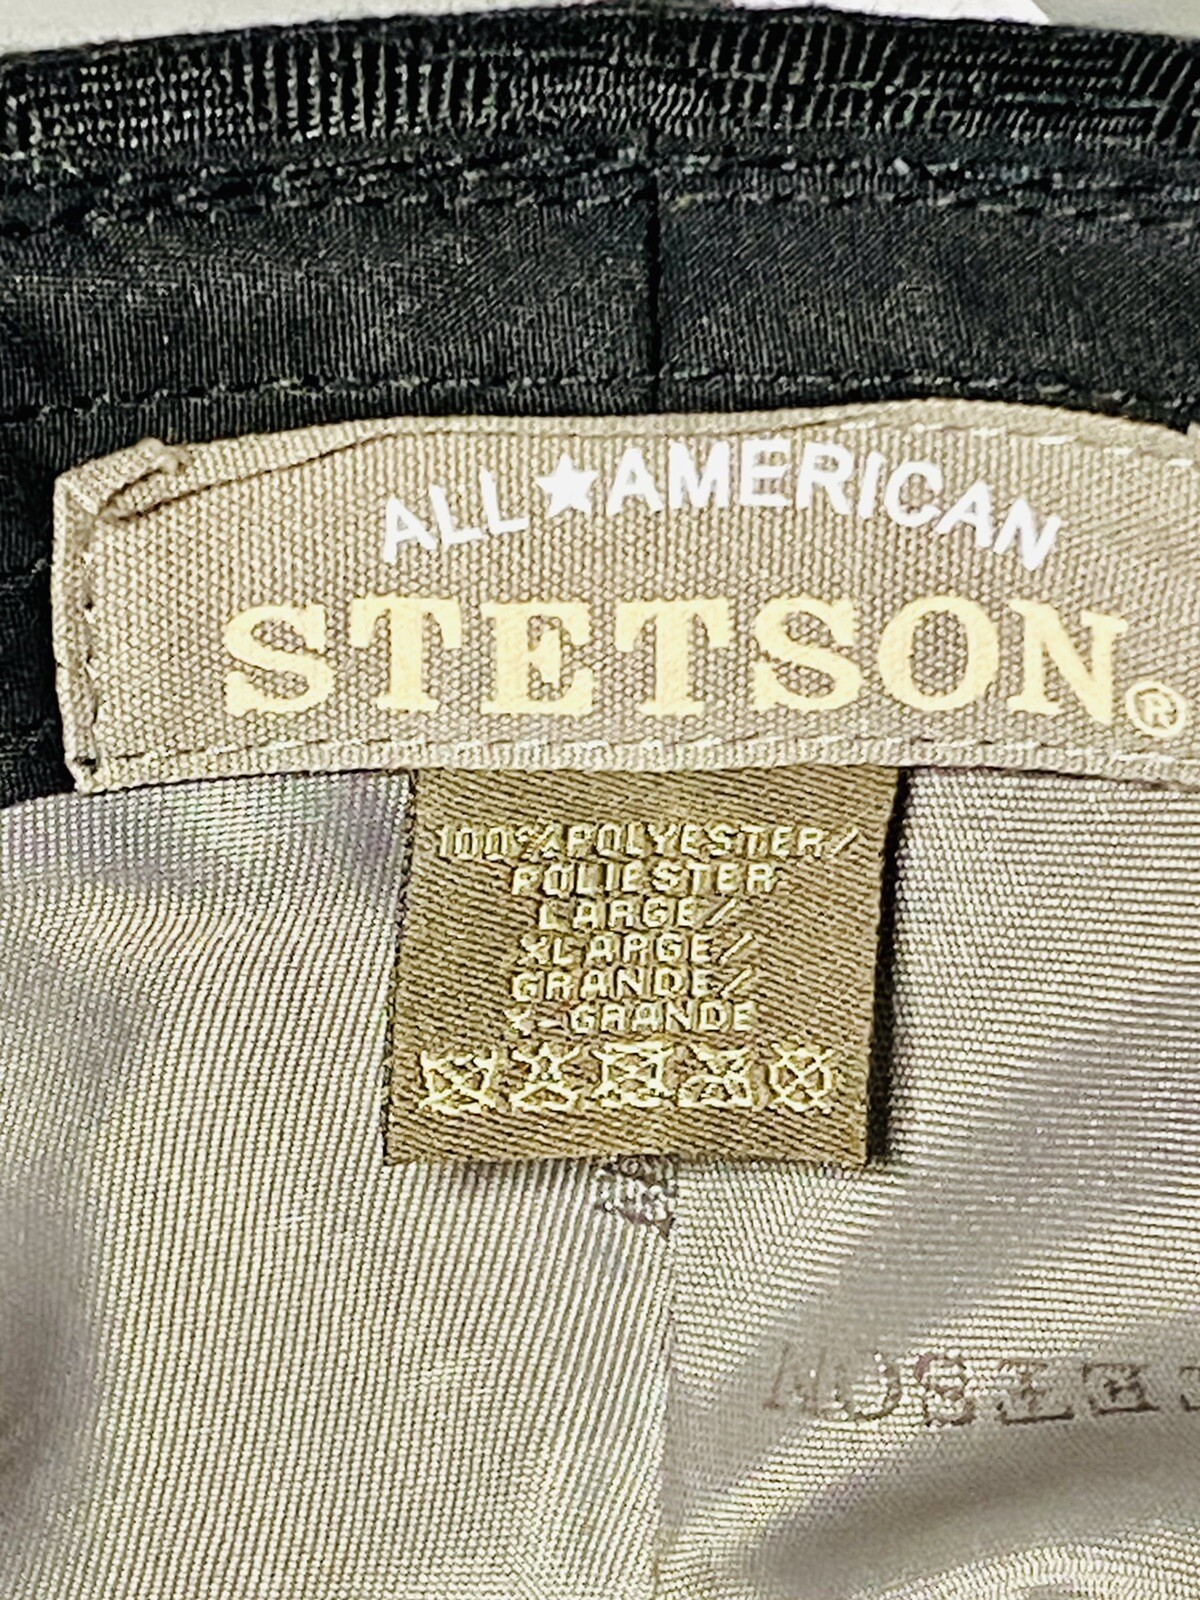 ALL★AMERICAN
STETSON®
100%POLYESTER/
POLIESTER
LARGE/
XLARGE/
GRANDE/
X-GRANDE